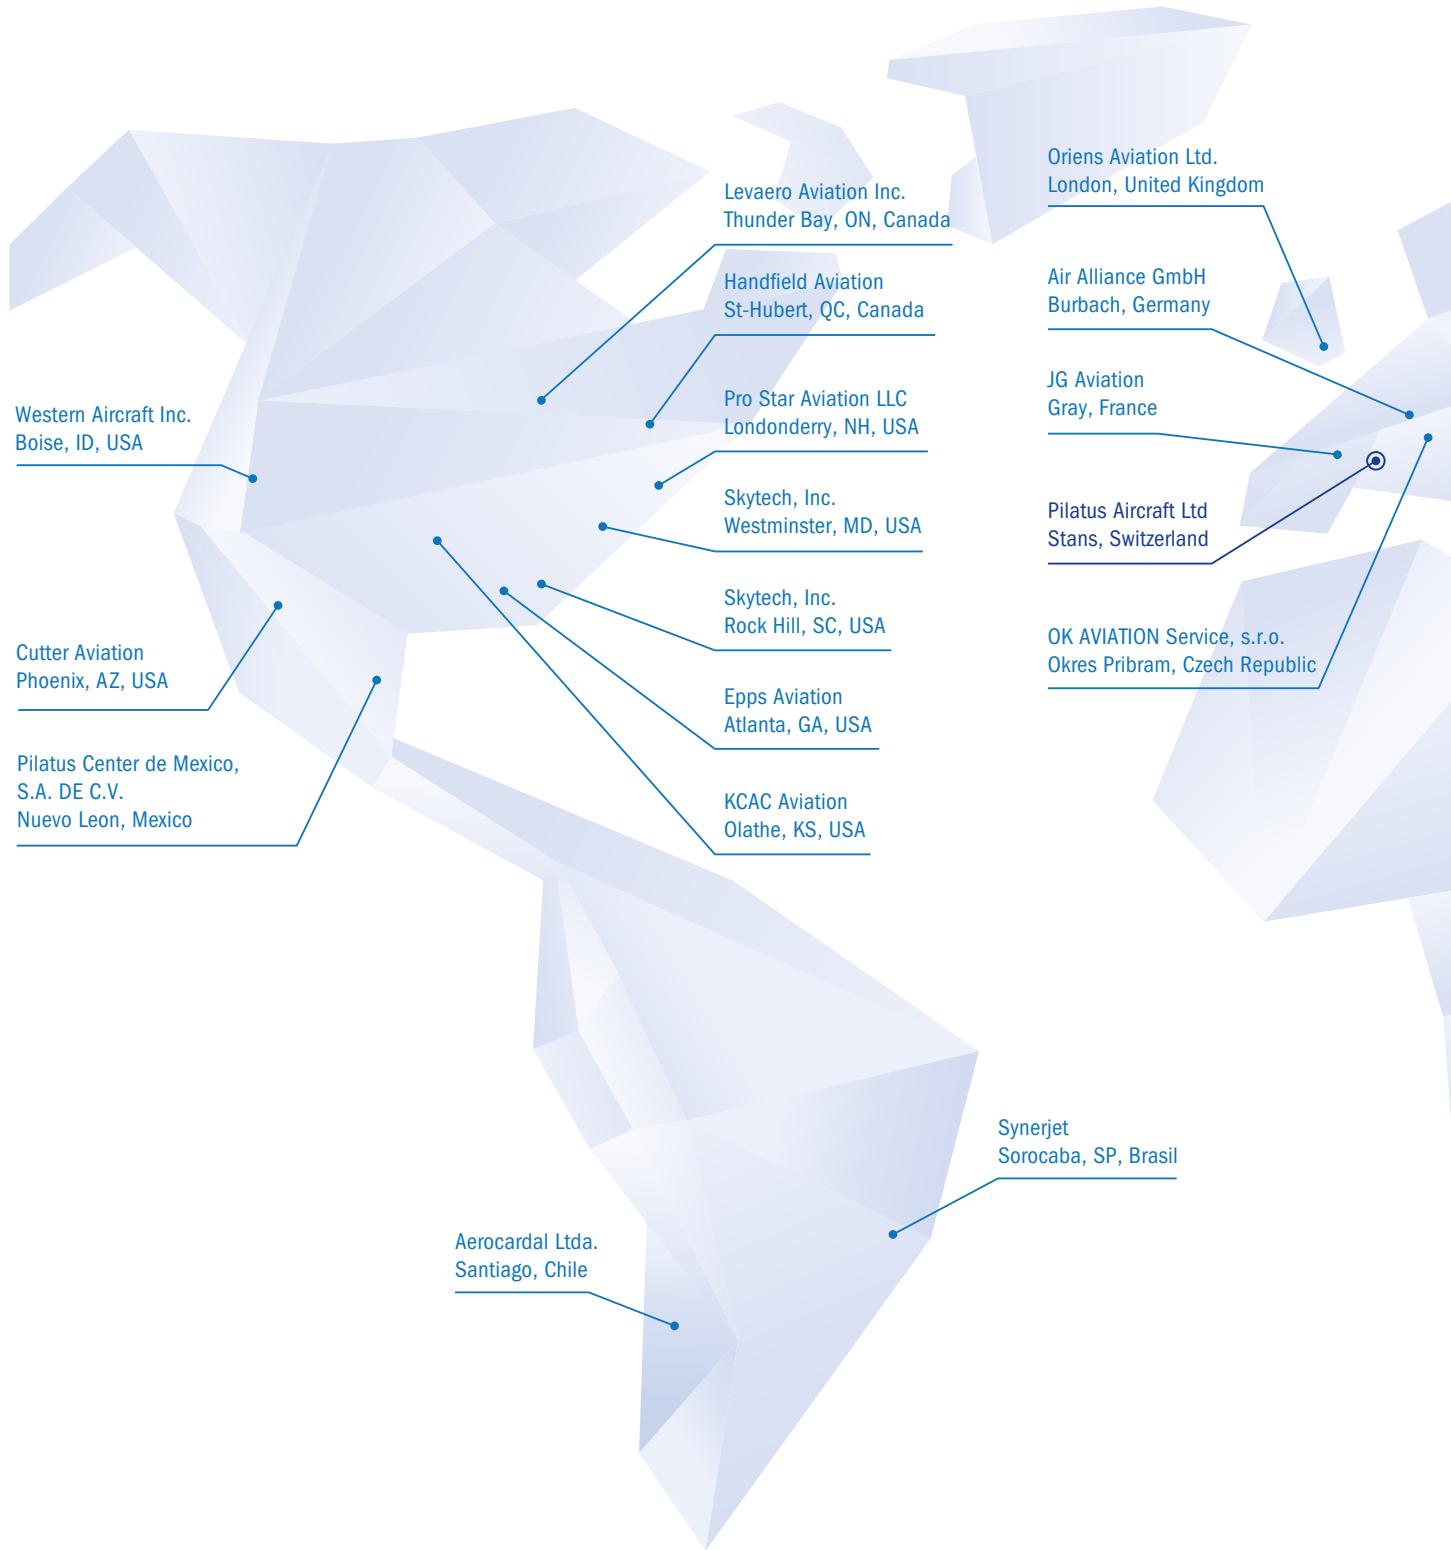 Western Aircraft Inc.
Boise, ID, USA
Cutter Aviation
Phoenix, AZ, USA
Pilatus Center de Mexico,
S.A. DE C.V.
Nuevo Leon, Mexico
Levaero Aviation Inc.
Thunder Bay, ON, Canada
Handfield Aviation
St-Hubert, QC, Canada
Pro Star Aviation LLC
Londonderry, NH, USA
Skytech, Inc.
Westminster, MD, USA
Skytech, Inc.
Rock Hill, SC, USA
Epps Aviation
Atlanta, GA, USA
KCAC Aviation
Olathe, KS, USA
Oriens Aviation Ltd.
London, United Kingdom
Air Alliance GmbH
Burbach, Germany
JG Aviation
Gray, France
Pilatus Aircraft Ltd
Stans, Switzerland
OK AVIATION Service, s.r.o.
Okres Pribram, Czech Republic
Synerjet
Sorocaba, SP, Brasil
Aerocardal Ltda.
Santiago, Chile